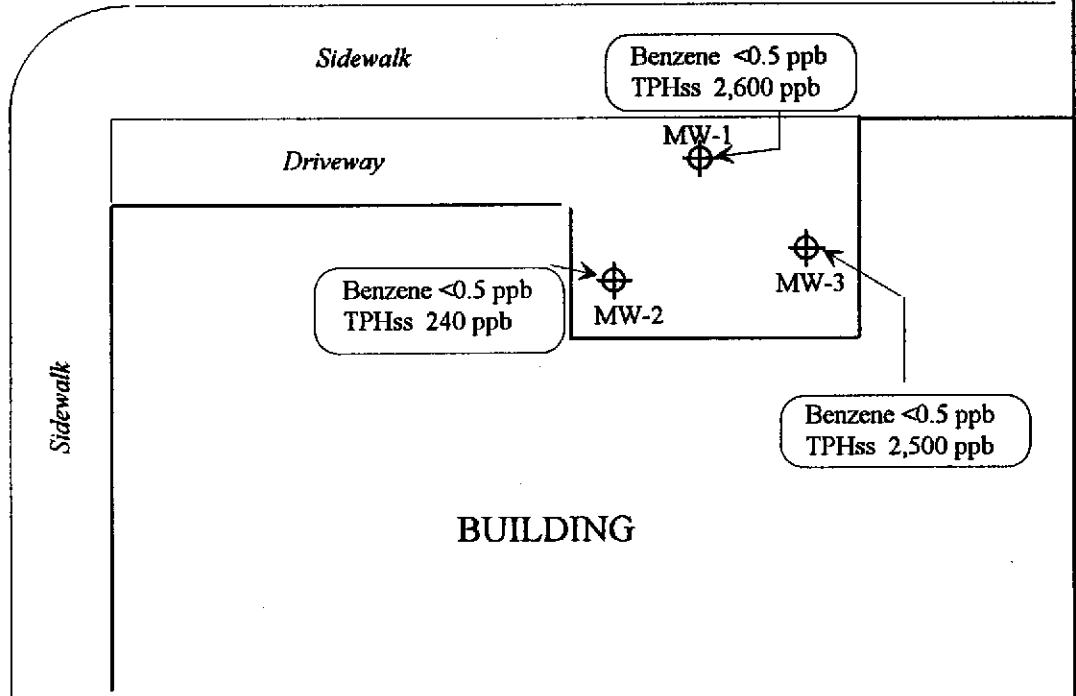 Sidewalk
Benzene <0.5 ppb
TPHss 2,600 ppb
MW-1
Driveway
Benzene <0.5 ppb
TPHss 240 ppb
MW-2
MW-3
Sidewalk
Benzene <0.5 ppb
TPHss 2,500 ppb
BUILDING